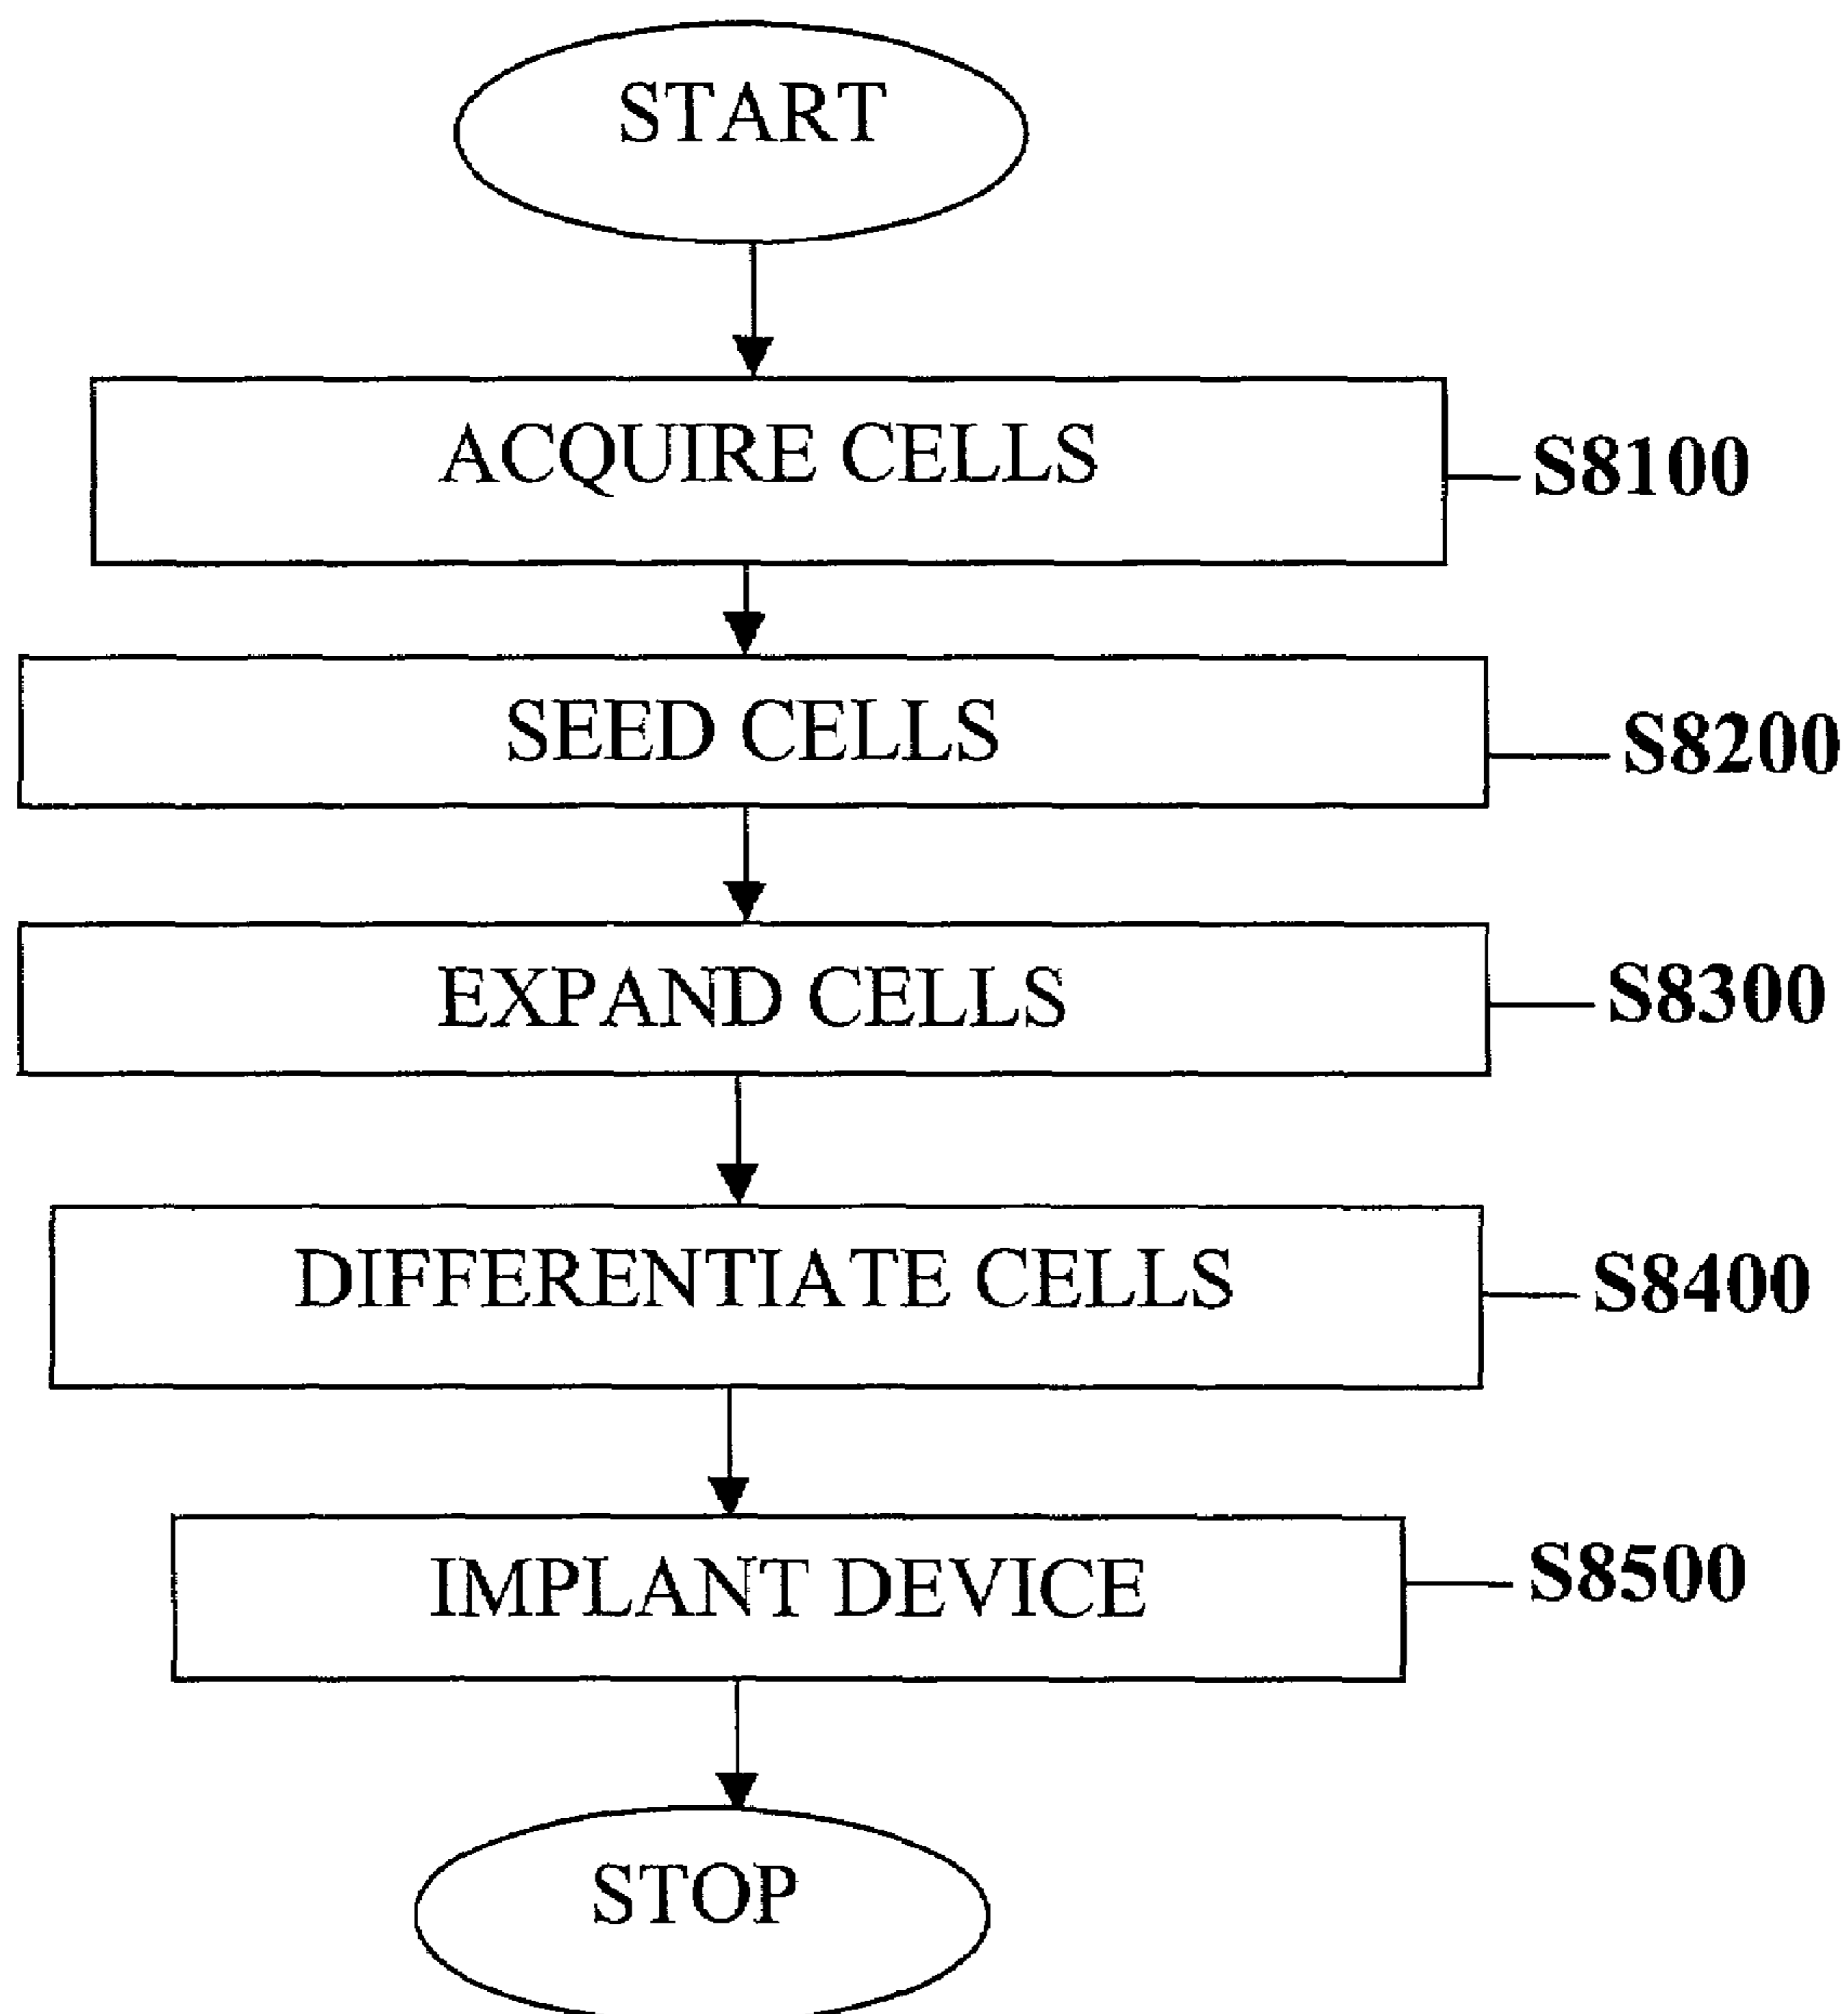 START
ACQUIRE CELLS
S8100
SEED CELLS
S8200
EXPAND CELLS
S8300
DIFFERENTIATE CELLS
S8400
IMPLANT DEVICE
S8500
STOP